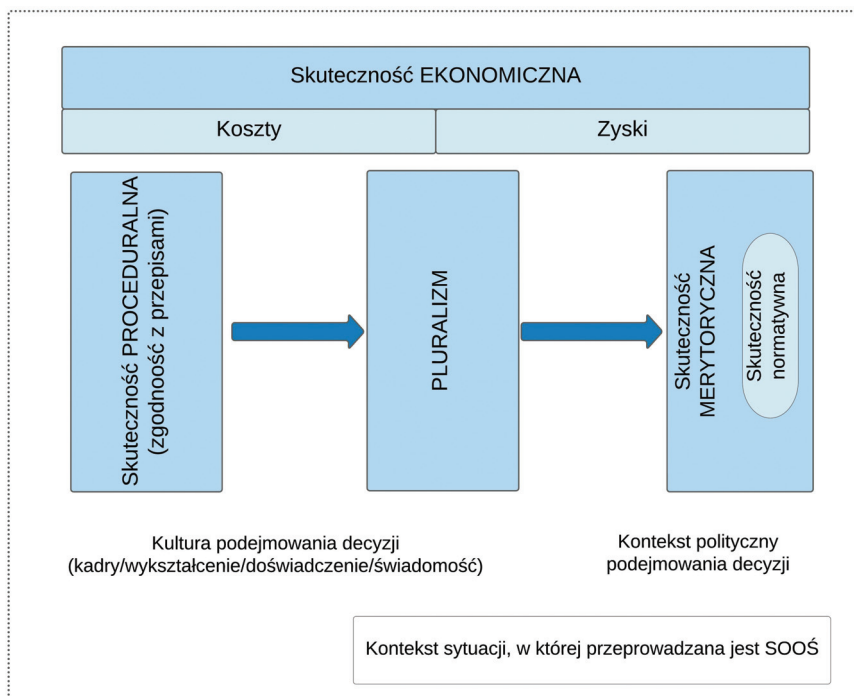 Skuteczność EKONOMICZNA
Koszty
Zyski
Skuteczność PROCEDURALNA
(zgodnoość z przepisami)
PLURALIZM
Skuteczność
MERYTORYCZNA
Skuteczność
normatywna
Kultura podejmowania decyzji
(kadry/wykształcenie/doświadczenie/świadomość)
Kontekst polityczny
podejmowania decyzji
Kontekst sytuacji, w której przeprowadzana jest SOOŚ